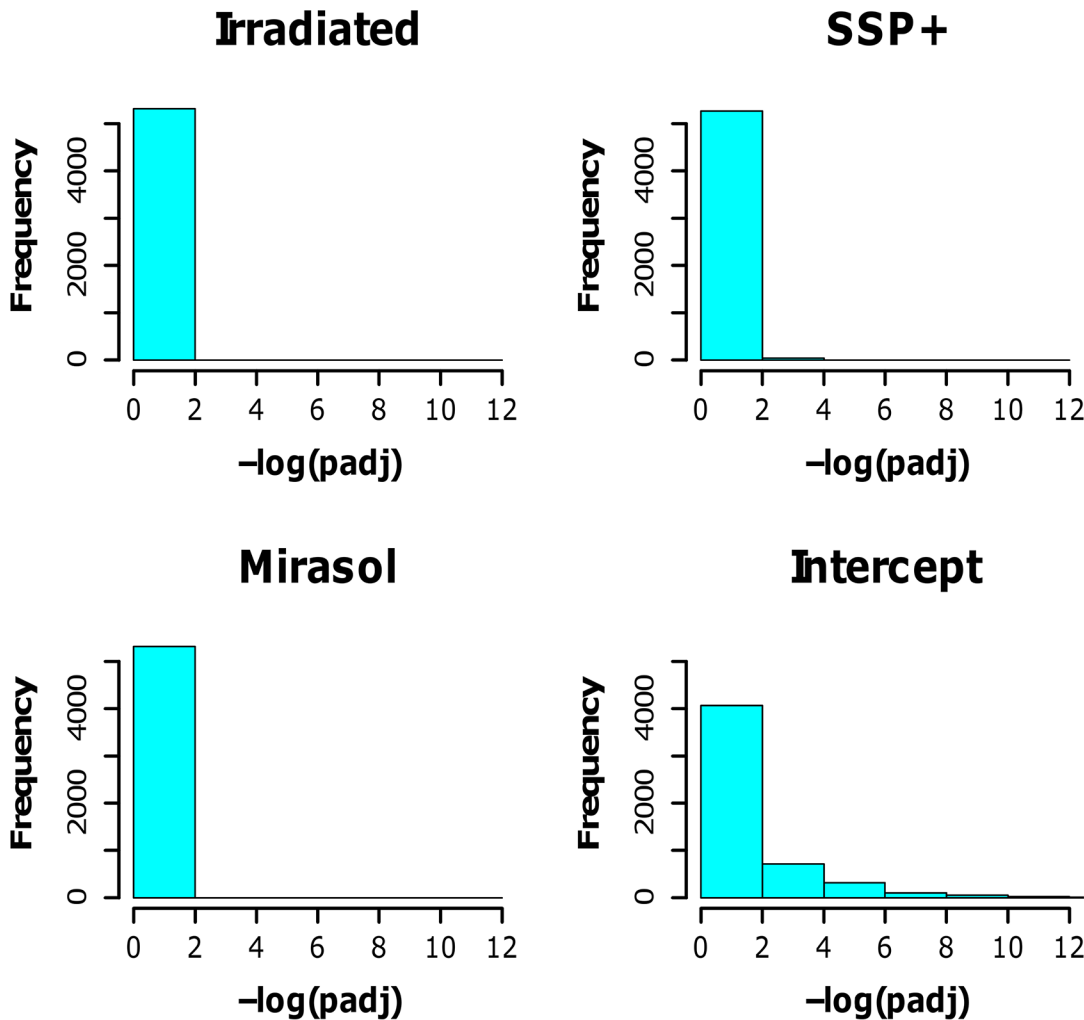 Irradiated
Frequency
0 2000 4000
0 2 4 6 8 10 12
−log(padj)
SSP+
Frequency
0 2000 4000
0 2 4 6 8 10 12
−log(padj)
Mirasol
Frequency
0 2000 4000
0 2 4 6 8 10 12
−log(padj)
Intercept
Frequency
0 2000 4000
0 2 4 6 8 10 12
−log(padj)